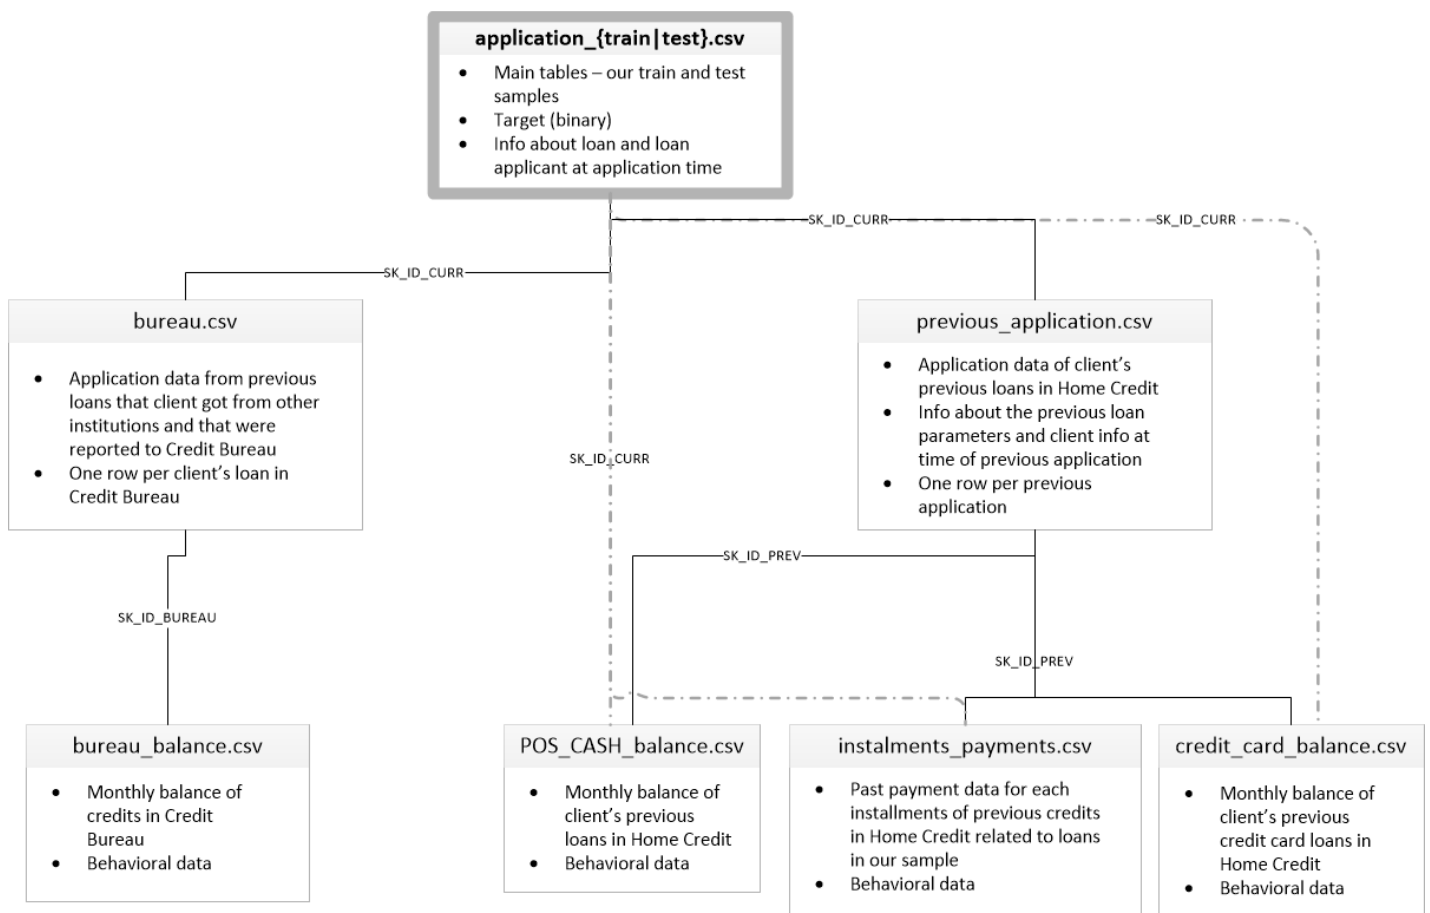 application_{train|test}.csv
• Main tables – our train and test
samples
• Target (binary)
• Info about loan and loan
applicant at application time
SK_ID_CURR
SK_ID_CURR
SK_ID_CURR
bureau.csv
• Application data from previous
loans that client got from other
institutions and that were
reported to Credit Bureau
• One row per client's loan in
Credit Bureau
previous_application.csv
• Application data of client's
previous loans in Home Credit
• Info about the previous loan
parameters and client info at
time of previous application
• One row per previous
application
SK_ID_CURR
SK_ID_PREV
SK_ID_BUREAU
SK_ID_PREV
bureau_balance.csv
• Monthly balance of
credits in Credit
Bureau
• Behavioral data
POS_CASH_balance.csv
• Monthly balance of
client's previous
loans in Home Credit
• Behavioral data
instalments_payments.csv
• Past payment data for each
installments of previous credits
in Home Credit related to loans
in our sample
• Behavioral data
credit_card_balance.csv
• Monthly balance of
client's previous
credit card loans in
Home Credit
• Behavioral data